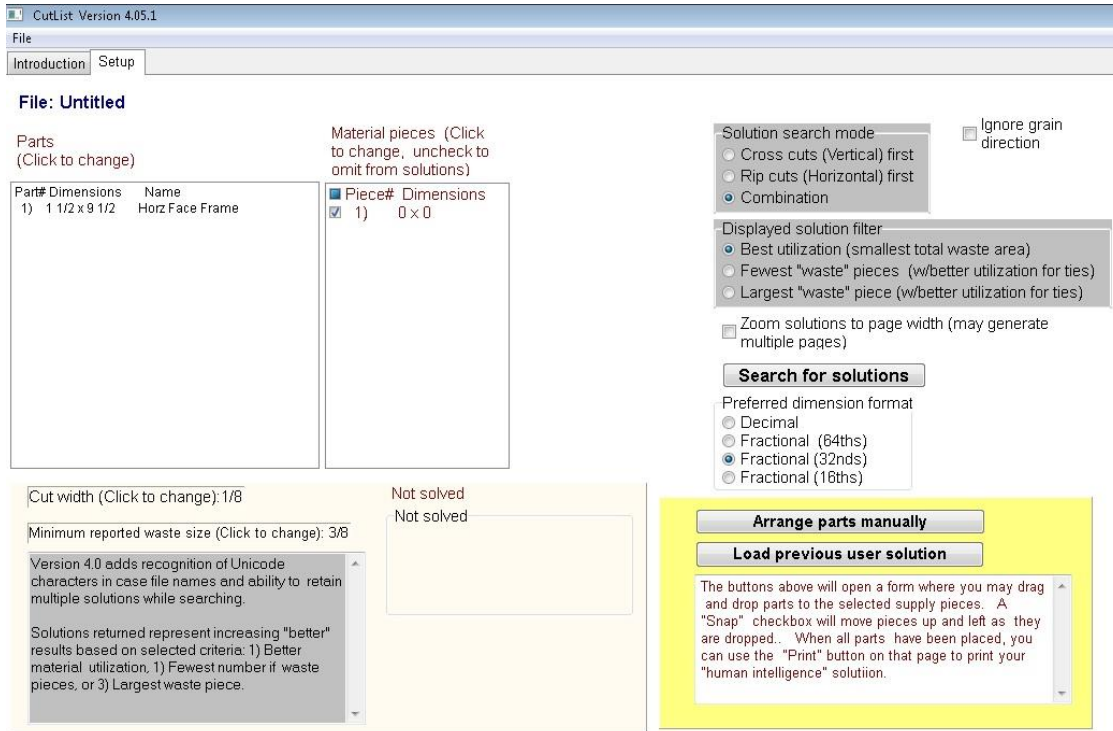 CutList Version 4.05.1
File
Introduction Setup
File: Untitled
Parts
(Click to change)
Part# Dimensions Name
1) 1 1/2 x 9 1/2 Horz Face Frame
Material pieces (Click
to change, uncheck to
omit from solutions)
Piece# Dimensions
1) 0 x 0
Solution search mode
Cross cuts (Vertical) first
Rip cuts (Horizontal) first
Combination
Ignore grain
direction
Displayed solution filter
Best utilization (smallest total waste area)
Fewest "waste" pieces (w/better utilization for ties)
Largest "waste" piece (w/better utilization for ties)
Zoom solutions to page width (may generate
multiple pages)
Search for solutions
Preferred dimension format
Decimal
Fractional (64ths)
Fractional (32nds)
Fractional (16ths)
Cut width (Click to change): 1/8
Minimum reported waste size (Click to change): 3/8
Version 4.0 adds recognition of Unicode
characters in case file names and ability to retain
multiple solutions while searching.
Solutions returned represent increasing "better"
results based on selected criteria: 1) Better
material utilization, 1) Fewest number if waste
pieces, or 3) Largest waste piece.
Not solved
Not solved
Arrange parts manually
Load previous user solution
The buttons above will open a form where you may drag
and drop parts to the selected supply pieces. A
"Snap" checkbox will move pieces up and left as they
are dropped.. When all parts have been placed, you
can use the "Print" button on that page to print your
"human intelligence" solutiion.